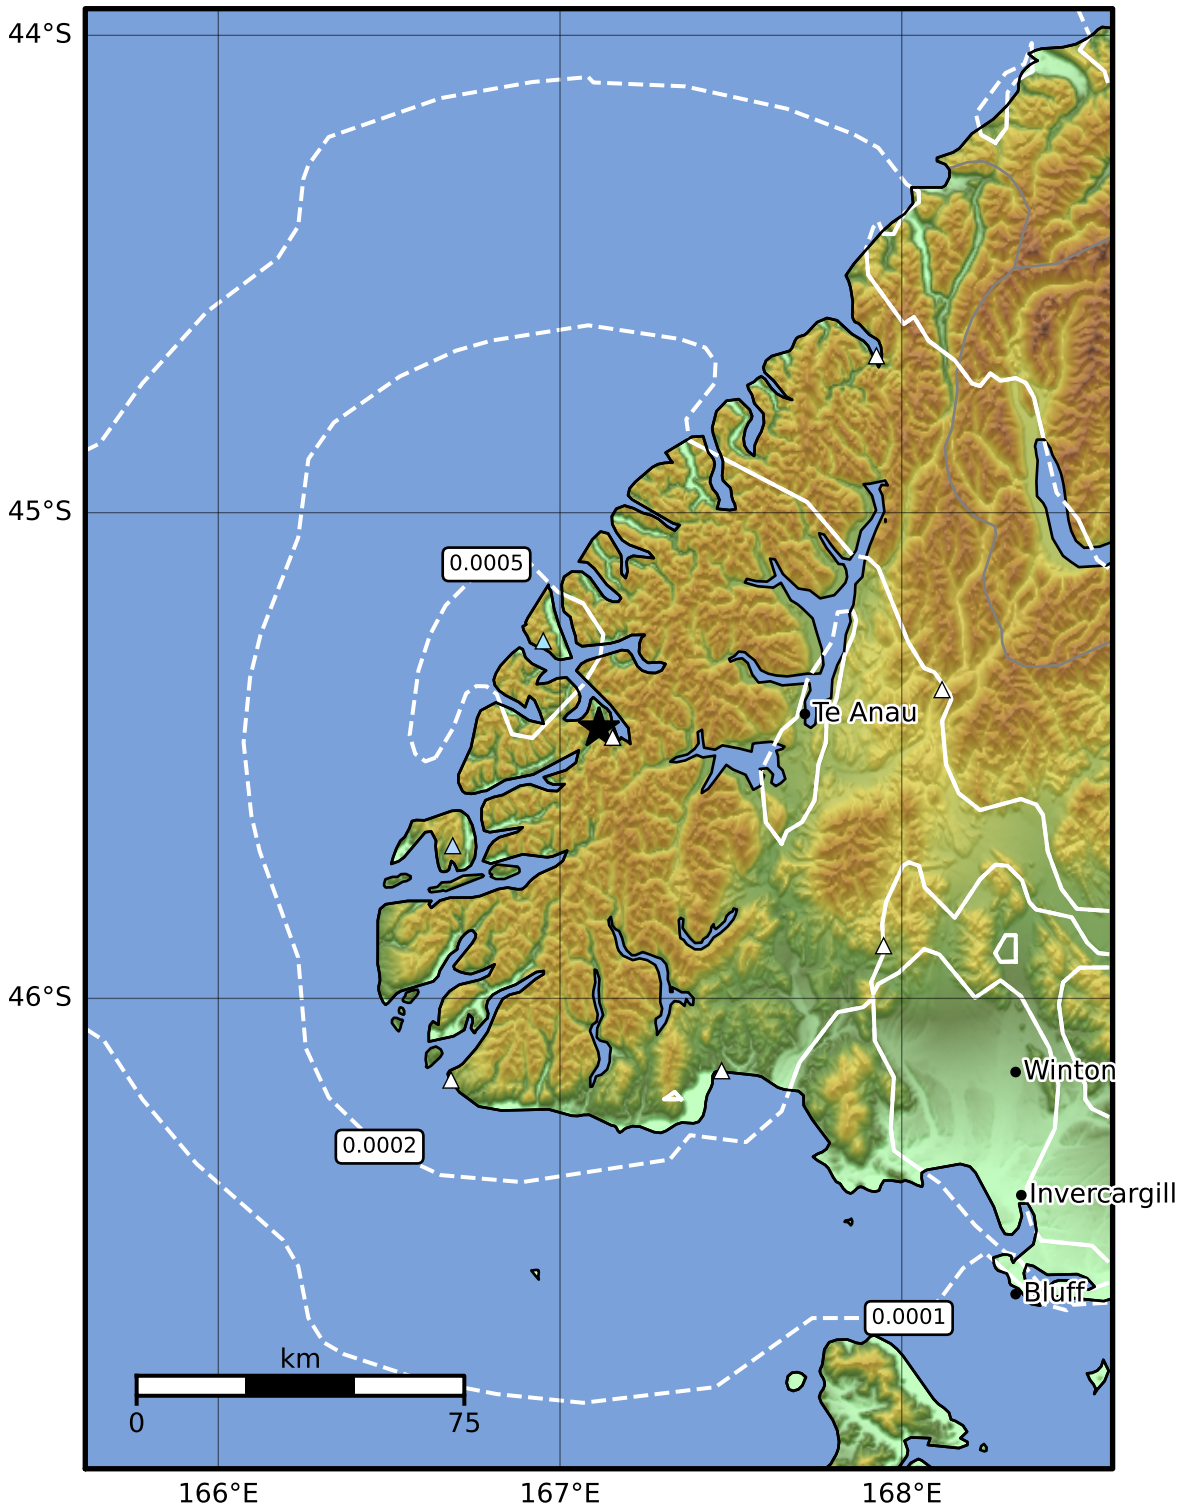 44°S
45°S
0.0005
Te Anau
46°S
Winton
0.0002
Invercargill
Bluff
0.0001
km
0 75
166°E 167°E 168°E